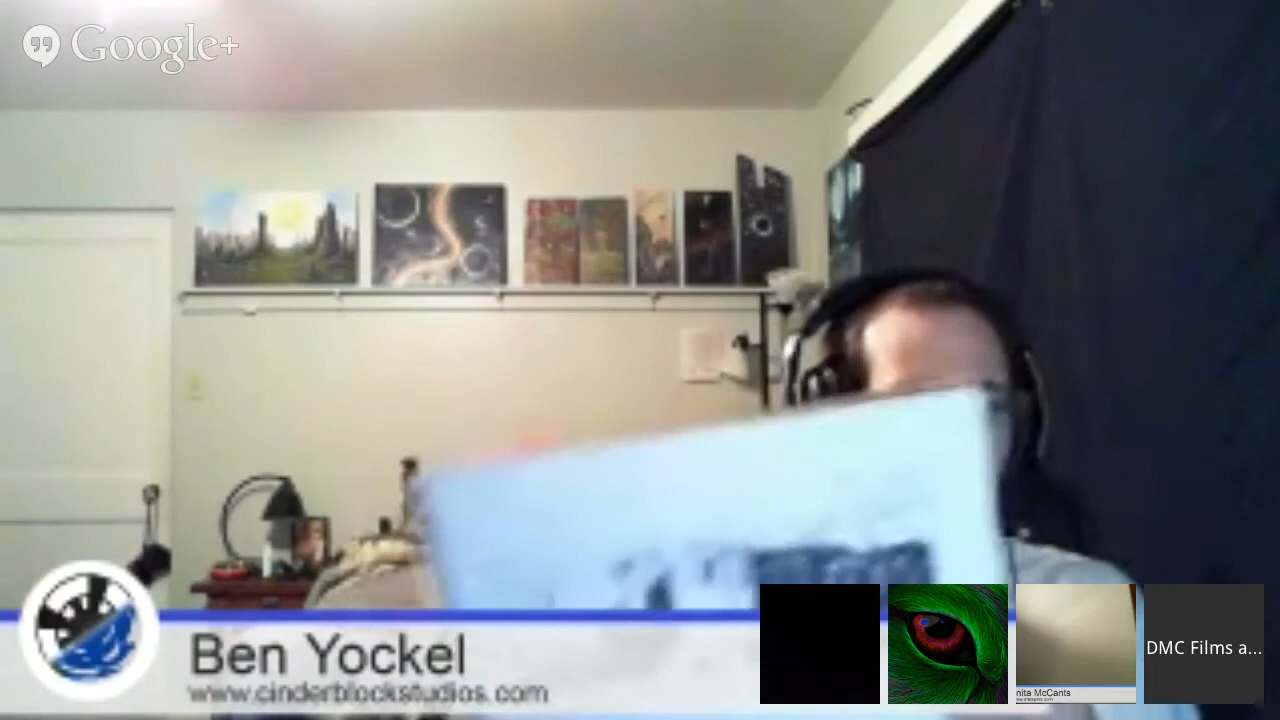 Google+
Ben Yockel
www.cinderblockstudios.com
nita McCants
DMC Films a...